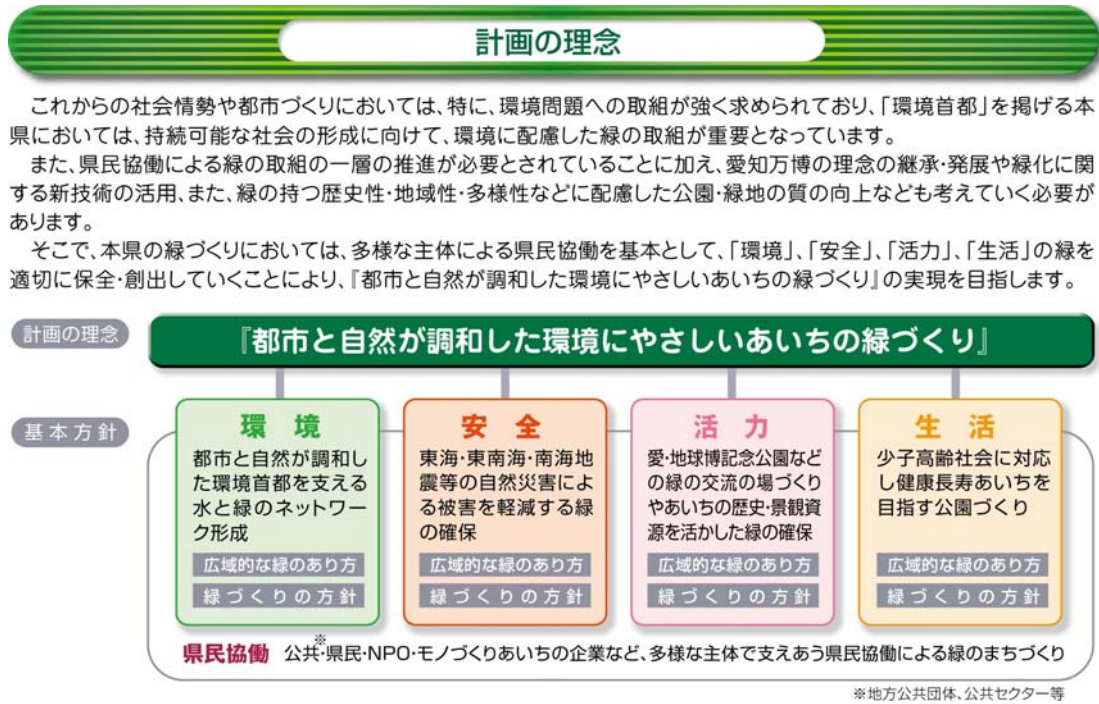 計画の理念
これからの社会情勢や都市づくりにおいては、特に、環境問題への取組が強く求められており、「環境首都」を掲げる本
県においては、持続可能な社会の形成に向けて、環境に配慮した緑の取組が重要となっています。
また、県民協働による緑の取組の一層の推進が必要とされていることに加え、愛知万博の理念の継承・発展や緑化に関
する新技術の活用、また、緑の持つ歴史性・地域性・多様性などに配慮した公園・緑地の質の向上なども考えていく必要が
あります。
そこで、本県の緑づくりにおいては、多様な主体による県民協働を基本として、「環境」、「安全」、「活力」、「生活」の緑を
適切に保全・創出していくことにより、『都市と自然が調和した環境にやさしいあいちの緑づくり』の実現を目指します。
計画の理念
『都市と自然が調和した環境にやさしいあいちの緑づくり』
基本方針
環境
都市と自然が調和し
た環境首都を支える
水と緑のネットワー
ク形成
広域的な緑のあり方
緑づくりの方針
安全
東海・東南海・南海地
震等の自然災害によ
る被害を軽減する緑
の確保
広域的な緑のあり方
緑づくりの方針
活力
愛・地球博記念公園など
の緑の交流の場づくり
やあいちの歴史・景観資
源を活かした緑の確保
広域的な緑のあり方
緑づくりの方針
生活
少子高齢社会に対応
し健康長寿あいちを
目指す公園づくり
広域的な緑のあり方
緑づくりの方針
県民協働 公共※・県民・NPO・モノづくりあいちの企業など、多様な主体で支えあう県民協働による緑のまちづくり
※地方公共団体、公共セクター等